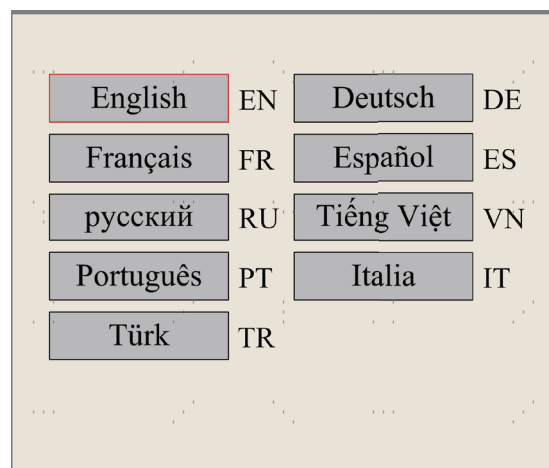 English EN Deutsch DE
Français FR Español ES
русский RU Tiếng Việt VN
Português PT Italia IT
Türk TR